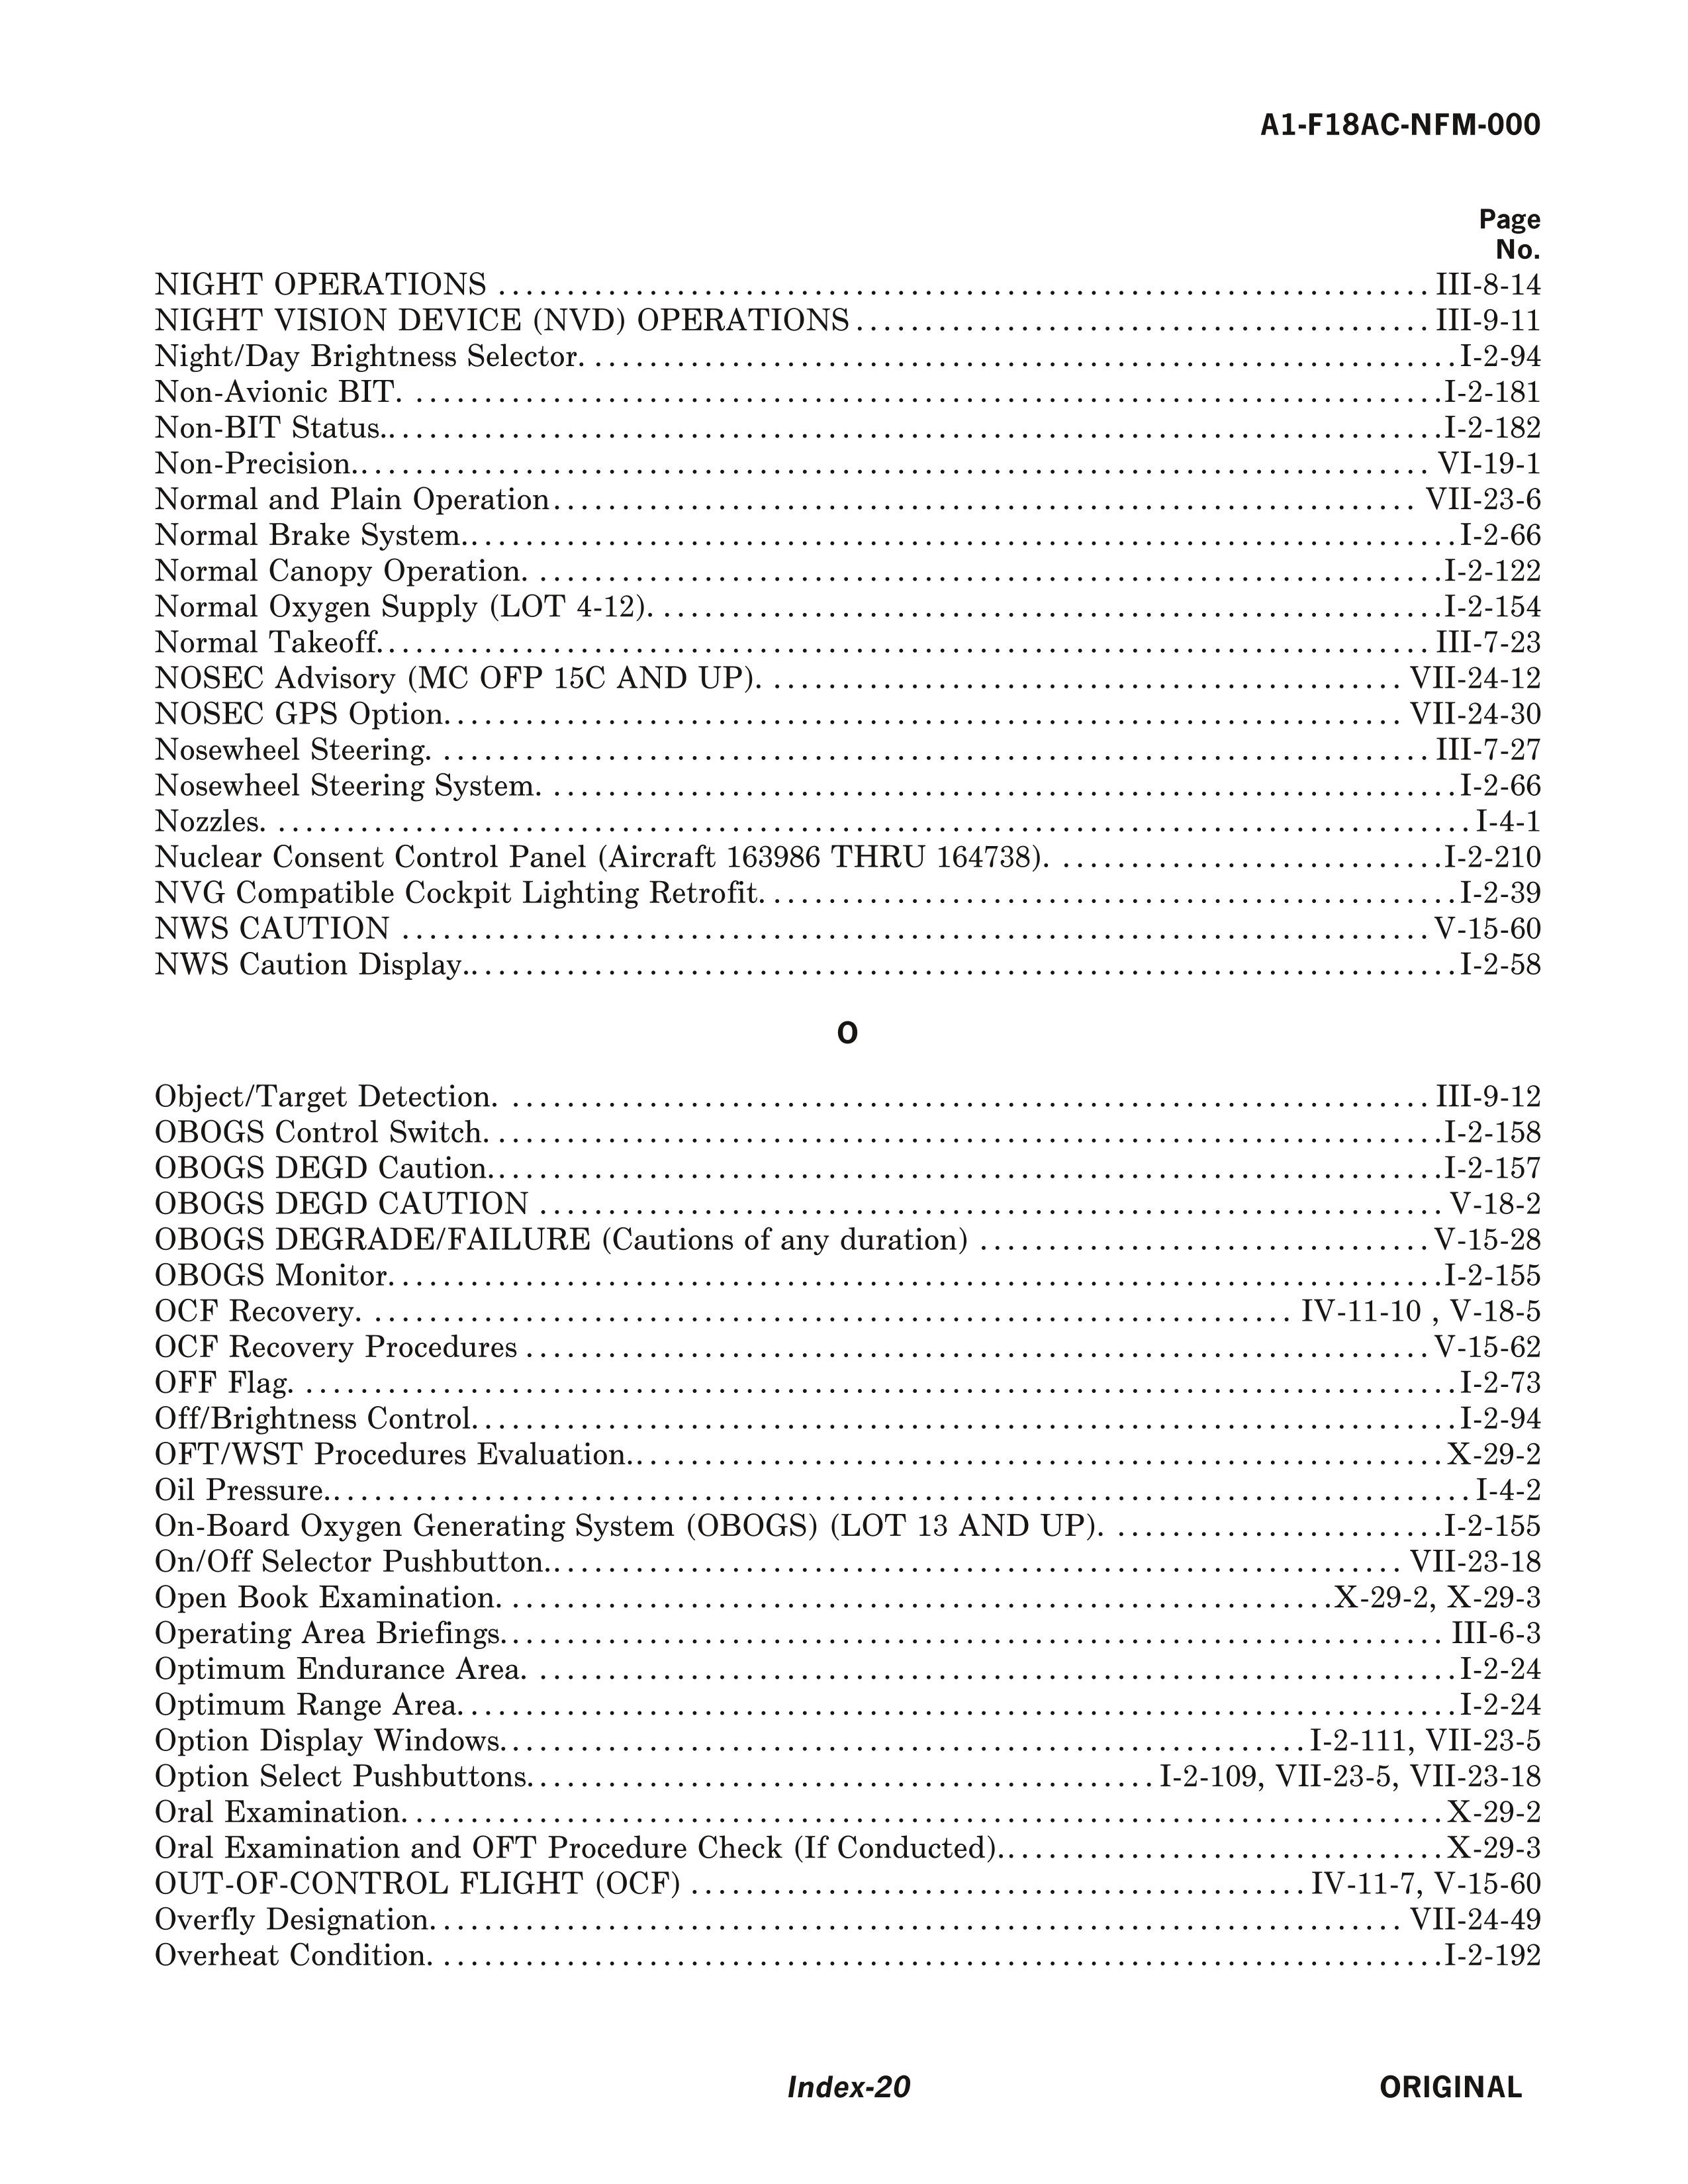 A1-F18AC-NFM-000
Page
No.
NIGHT OPERATIONS ........ III-8-14
NIGHT VISION DEVICE (NVD) OPERATIONS ........ III-9-11
Night/Day Brightness Selector. ........ I-2-94
Non-Avionic BIT. ........ I-2-181
Non-BIT Status. ........ I-2-182
Non-Precision. ........ VI-19-1
Normal and Plain Operation ........ VII-23-6
Normal Brake System. ........ I-2-66
Normal Canopy Operation. ........ I-2-122
Normal Oxygen Supply (LOT 4-12). ........ I-2-154
Normal Takeoff. ........ III-7-23
NOSEC Advisory (MC OFP 15C AND UP). ........ VII-24-12
NOSEC GPS Option. ........ VII-24-30
Nosewheel Steering. ........ III-7-27
Nosewheel Steering System. ........ I-2-66
Nozzles. ........ I-4-1
Nuclear Consent Control Panel (Aircraft 163986 THRU 164738). ........ I-2-210
NVG Compatible Cockpit Lighting Retrofit. ........ I-2-39
NWS CAUTION ........ V-15-60
NWS Caution Display. ........ I-2-58
O
Object/Target Detection. ........ III-9-12
OBOGS Control Switch. ........ I-2-158
OBOGS DEGD Caution. ........ I-2-157
OBOGS DEGD CAUTION ........ V-18-2
OBOGS DEGRADE/FAILURE (Cautions of any duration) ........ V-15-28
OBOGS Monitor. ........ I-2-155
OCF Recovery. ........ IV-11-10 , V-18-5
OCF Recovery Procedures ........ V-15-62
OFF Flag. ........ I-2-73
Off/Brightness Control. ........ I-2-94
OFT/WST Procedures Evaluation. ........ X-29-2
Oil Pressure. ........ I-4-2
On-Board Oxygen Generating System (OBOGS) (LOT 13 AND UP). ........ I-2-155
On/Off Selector Pushbutton. ........ VII-23-18
Open Book Examination. ........ X-29-2, X-29-3
Operating Area Briefings. ........ III-6-3
Optimum Endurance Area. ........ I-2-24
Optimum Range Area. ........ I-2-24
Option Display Windows. ........ I-2-111, VII-23-5
Option Select Pushbuttons. ........ I-2-109, VII-23-5, VII-23-18
Oral Examination. ........ X-29-2
Oral Examination and OFT Procedure Check (If Conducted). ........ X-29-3
OUT-OF-CONTROL FLIGHT (OCF) ........ IV-11-7, V-15-60
Overfly Designation. ........ VII-24-49
Overheat Condition. ........ I-2-192
Index-20
ORIGINAL